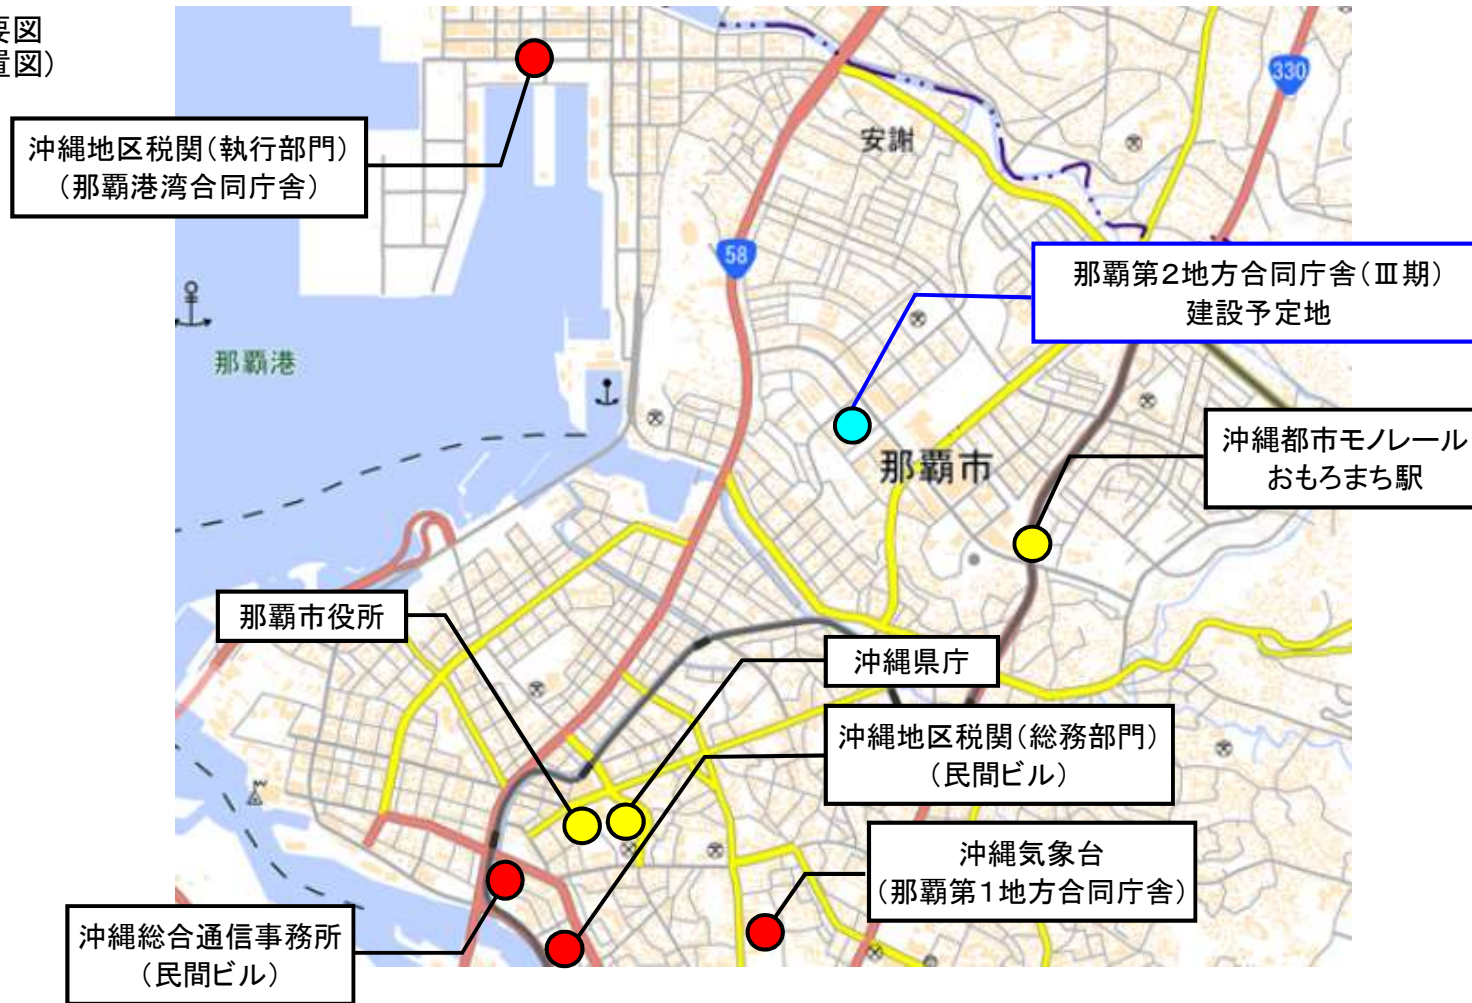 要図
置図）
沖縄地区税関（執行部門）
（那覇港湾合同庁舎）
330
安謝
58
那覇第２地方合同庁舎（Ⅲ期）
建設予定地
那覇港
那覇市
沖縄都市モノレール
おもろまち駅
那覇市役所
沖縄県庁
沖縄地区税関（総務部門）
（民間ビル）
沖縄気象台
（那覇第１地方合同庁舎）
沖縄総合通信事務所
（民間ビル）